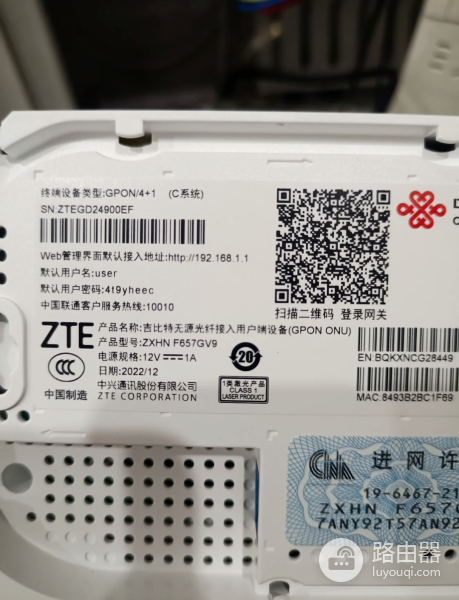 终端设备类型:GPON/4+1 (C系统)
SN:ZTEGD24900EF
Web管理界面默认接入地址:http://192.168.1.1
默认用户名:user
默认用户密码:4t9yheec
中国联通客户服务热线:10010
扫描二维码 登录网关
ZTE
产品名称:吉比特无源光纤接入用户端设备(GPON ONU)
产品型号:ZXHN F657GV9
电源规格:12V 1A
日期:2022/12
中兴通讯股份有限公司
ZTE CORPORATION
CCC
中国制造
20
1类激光产品
CLASS 1
LASER PRODUCT
EN:BQKXNCG28449
MAC:8493B2BC1F69
进网许
19-6467-21
ZXHN F657G
7ANY92T57AN92
路由器
luyouqi.com